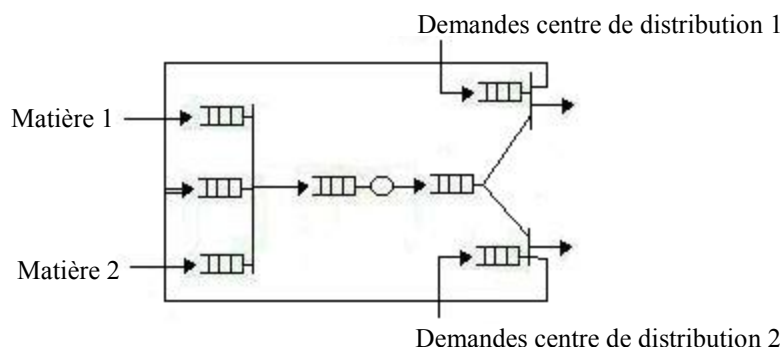 Demandes centre de distribution 1
Matière 1
Matière 2
Demandes centre de distribution 2